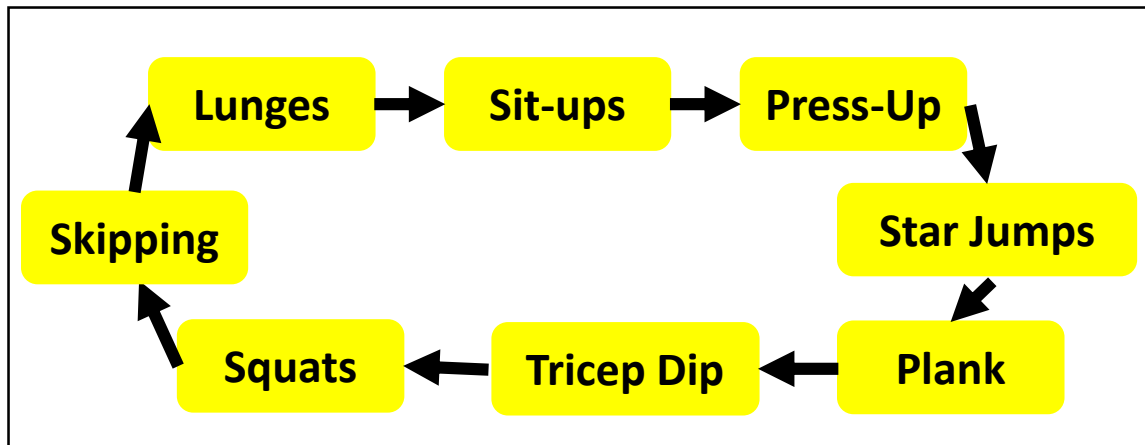 Lunges
Sit-ups
Press-Up
Star Jumps
Plank
Tricep Dip
Squats
Skipping